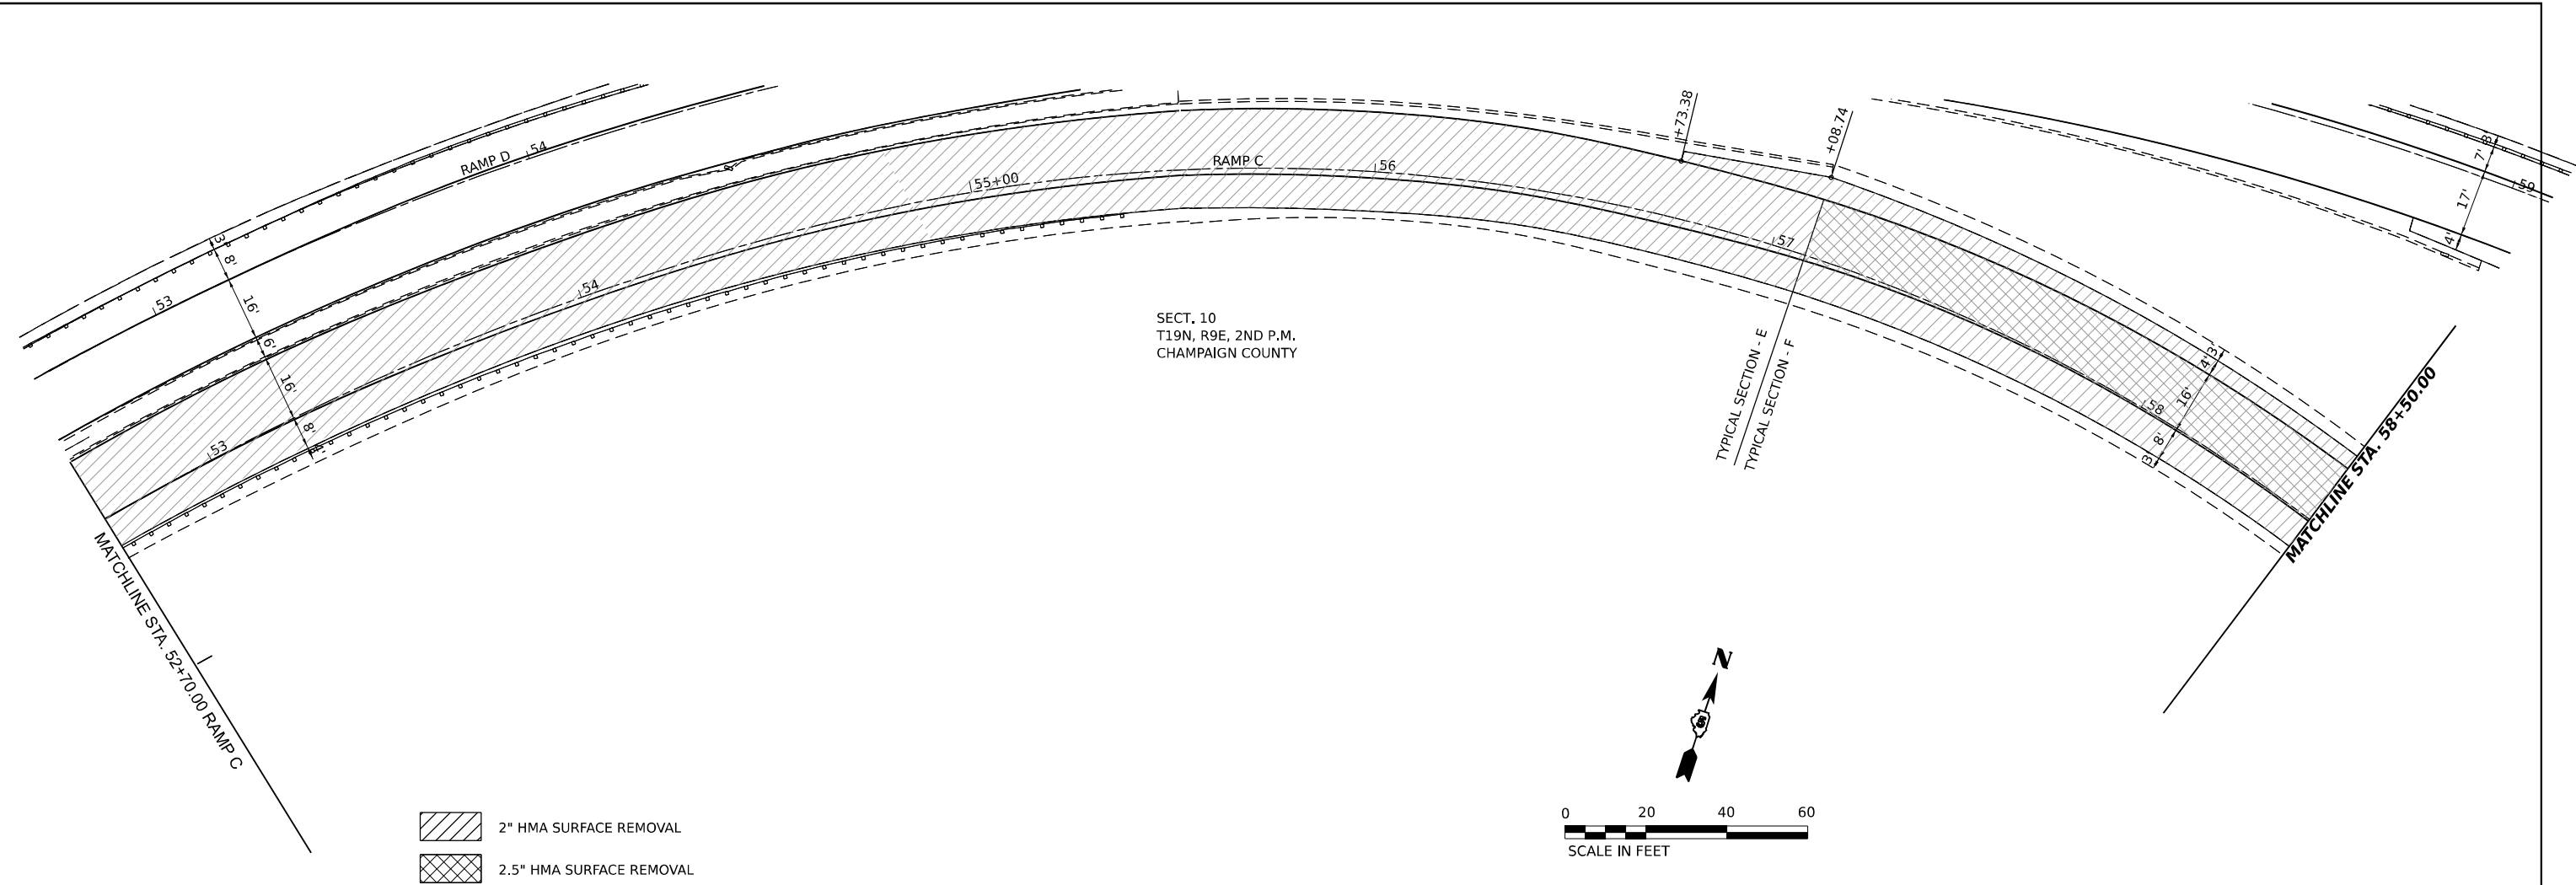 +73.38
+08.74
RAMP D
54
53
3'
8'
16'
6'
16'
8'
4'
53
54
55+00
RAMP C
56
57
58
59
8'
7'
17'
4'
3'
4'
16'
8'
3'
SECT. 10
T19N, R9E, 2ND P.M.
CHAMPAIGN COUNTY
TYPICAL SECTION - E
TYPICAL SECTION - F
MATCHLINE STA. 58+50.00
MATCHLINE STA. 52+70.00 RAMP C
N
2" HMA SURFACE REMOVAL
2.5" HMA SURFACE REMOVAL
0 20 40 60
SCALE IN FEET